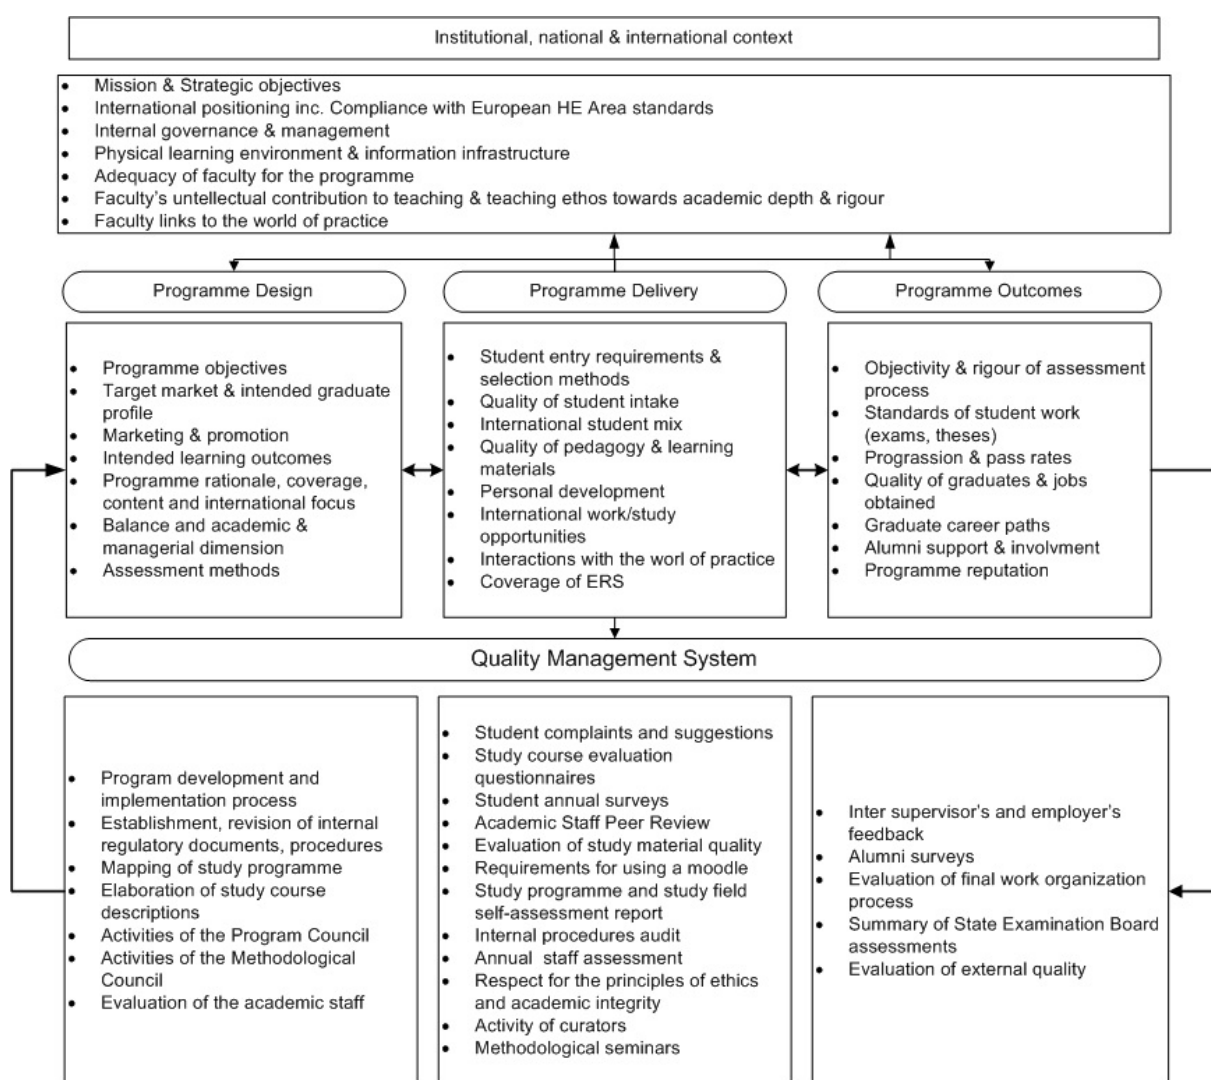 Institutional, national & international context
• Mission & Strategic objectives
• International positioning inc. Compliance with European HE Area standards
• Internal governance & management
• Physical learning environment & information infrastructure
• Adequacy of faculty for the programme
• Faculty's untellectual contribution to teaching & teaching ethos towards academic depth & rigour
• Faculty links to the world of practice
Programme Design
• Programme objectives
• Target market & intended graduate
profile
• Marketing & promotion
• Intended learning outcomes
• Programme rationale, coverage,
content and international focus
• Balance and academic &
managerial dimension
• Assessment methods
Programme Delivery
• Student entry requirements &
selection methods
• Quality of student intake
• International student mix
• Quality of pedagogy & learning
materials
• Personal development
• International work/study
opportunities
• Interactions with the worl of practice
• Coverage of ERS
Programme Outcomes
• Objectivity & rigour of assessment
process
• Standards of student work
(exams, theses)
• Prograssion & pass rates
• Quality of graduates & jobs
obtained
• Graduate career paths
• Alumni support & involvment
• Programme reputation
Quality Management System
• Program development and
implementation process
• Establishment, revision of internal
regulatory documents, procedures
• Mapping of study programme
• Elaboration of study course
descriptions
• Activities of the Program Council
• Activities of the Methodological
Council
• Evaluation of the academic staff
• Student complaints and suggestions
• Study course evaluation
questionnaires
• Student annual surveys
• Academic Staff Peer Review
• Evaluation of study material quality
• Requirements for using a moodle
• Study programme and study field
self-assessment report
• Internal procedures audit
• Annual staff assessment
• Respect for the principles of ethics
and academic integrity
• Activity of curators
• Methodological seminars
• Inter supervisor's and employer's
feedback
• Alumni surveys
• Evaluation of final work organization
process
• Summary of State Examination Board
assessments
• Evaluation of external quality